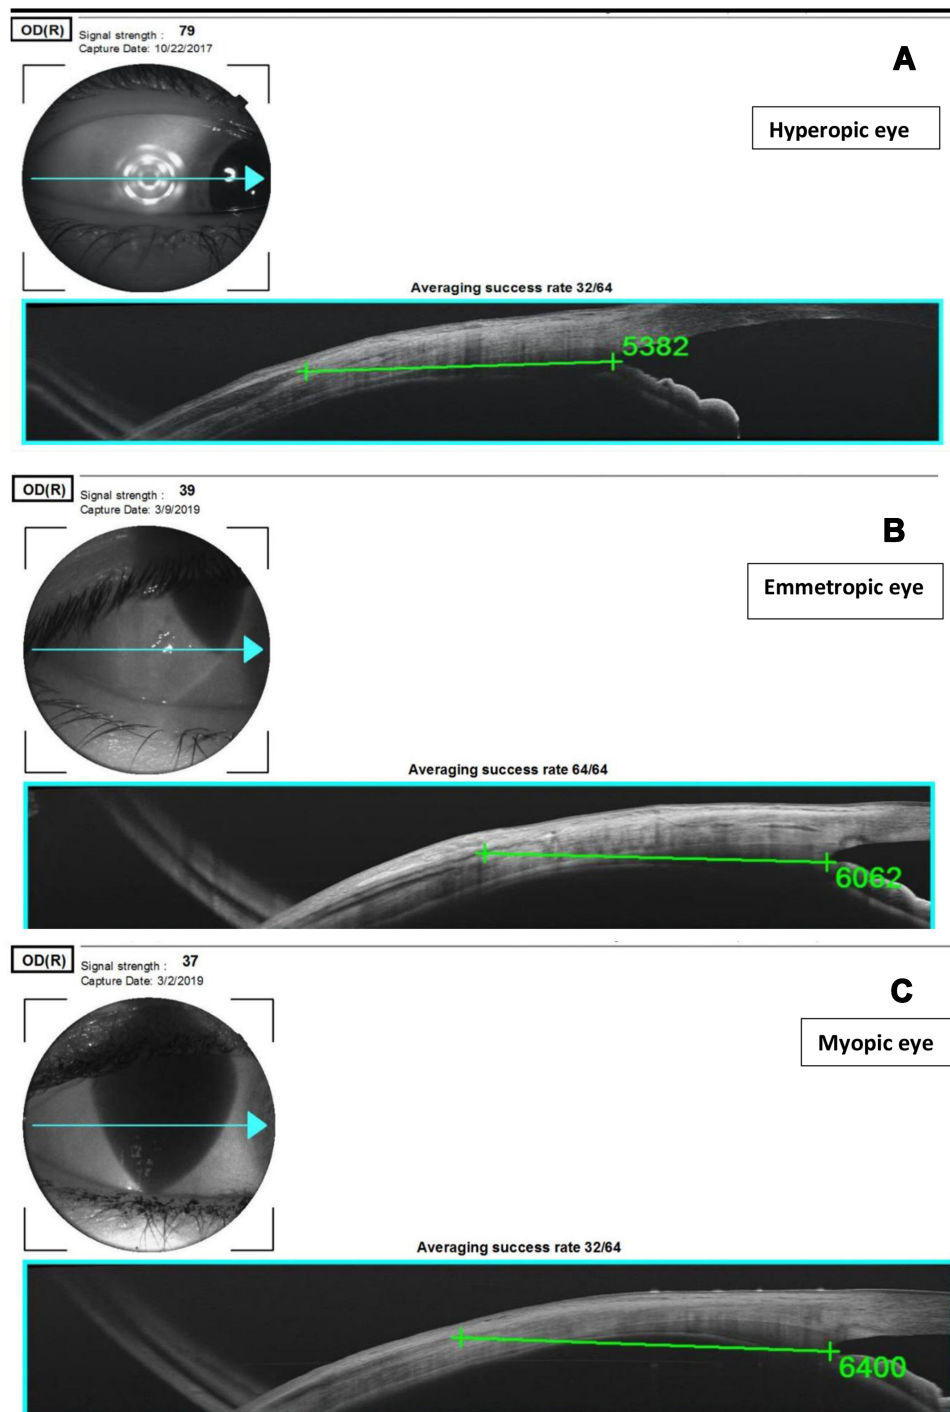 OD(R)
Signal strength : 79
Capture Date: 10/22/2017
A
Hyperopic eye
Averaging success rate 32/64
5382
OD(R)
Signal strength : 39
Capture Date: 3/9/2019
B
Emmetropic eye
Averaging success rate 64/64
6062
OD(R)
Signal strength : 37
Capture Date: 3/2/2019
C
Myopic eye
Averaging success rate 32/64
6400